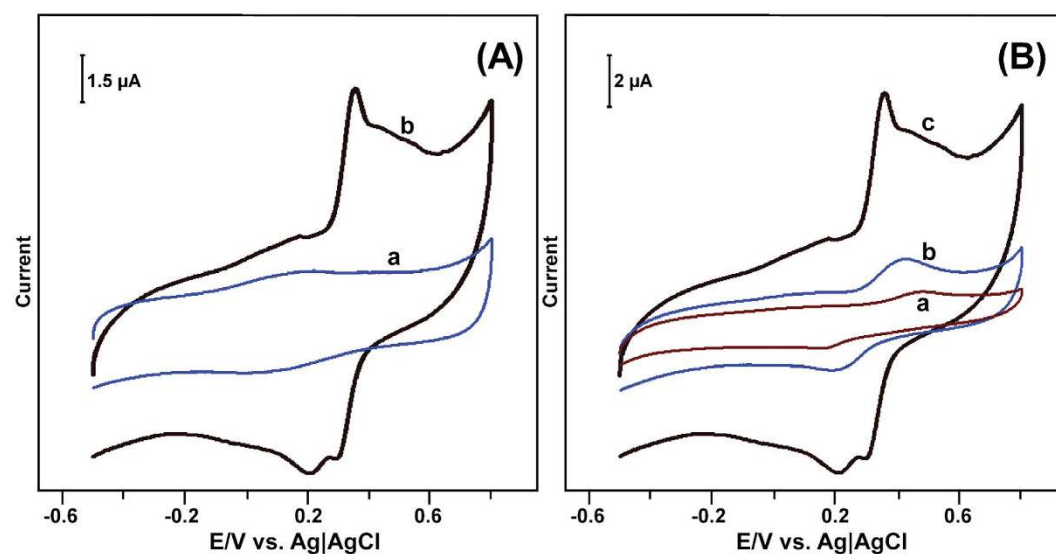 (A)
1.5 µA
b
a
Current
-0.6 -0.2 0.2 0.6
E/V vs. Ag|AgCl
(B)
2 µA
c
b
a
Current
-0.6 -0.2 0.2 0.6
E/V vs. Ag|AgCl